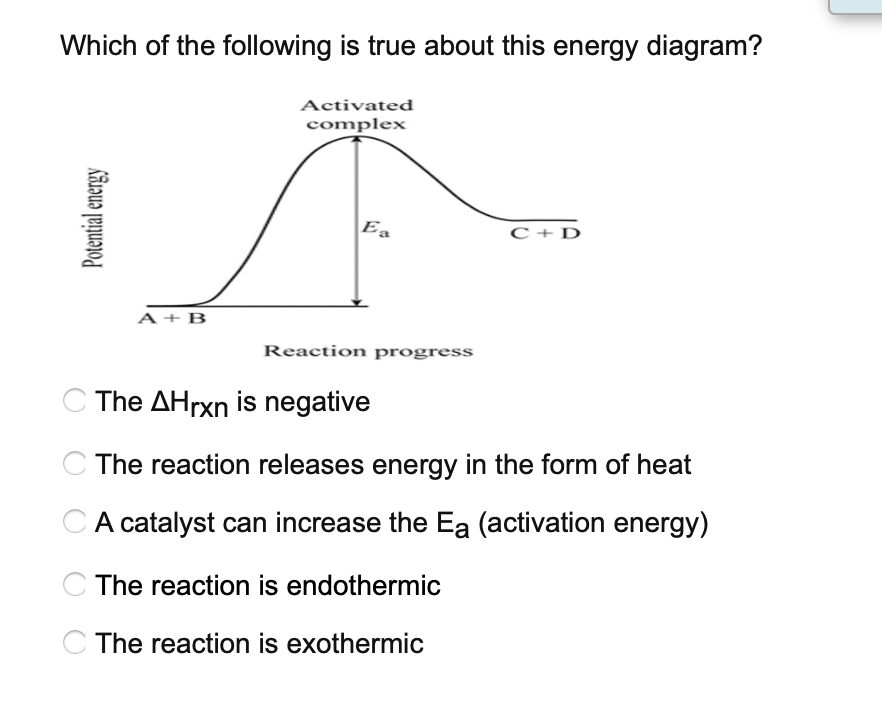 Which of the following is true about this energy diagram?
Activated
complex
Potential energy
Ea
C + D
A + B
Reaction progress
The ΔHrxn is negative
The reaction releases energy in the form of heat
A catalyst can increase the Ea (activation energy)
The reaction is endothermic
The reaction is exothermic